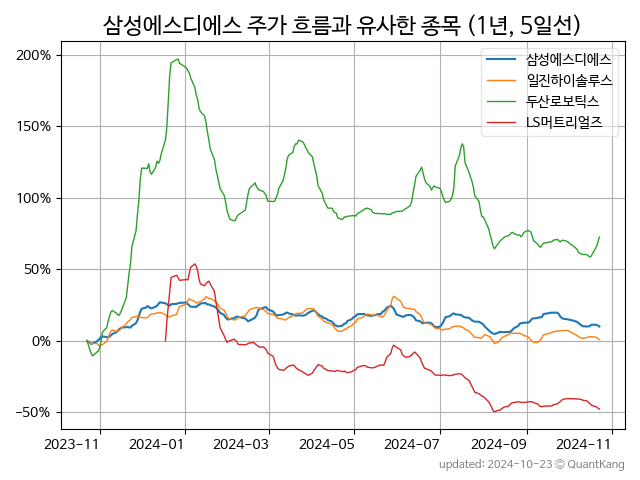 삼성에스디에스 주가 흐름과 유사한 종목 (1년, 5일선)
삼성에스디에스
일진하이솔루스
두산로보틱스
LS머트리얼즈
200%
150%
100%
50%
0%
−50%
2023-11 2024-01 2024-03 2024-05 2024-07 2024-09 2024-11
updated: 2024-10-23 © QuantKang